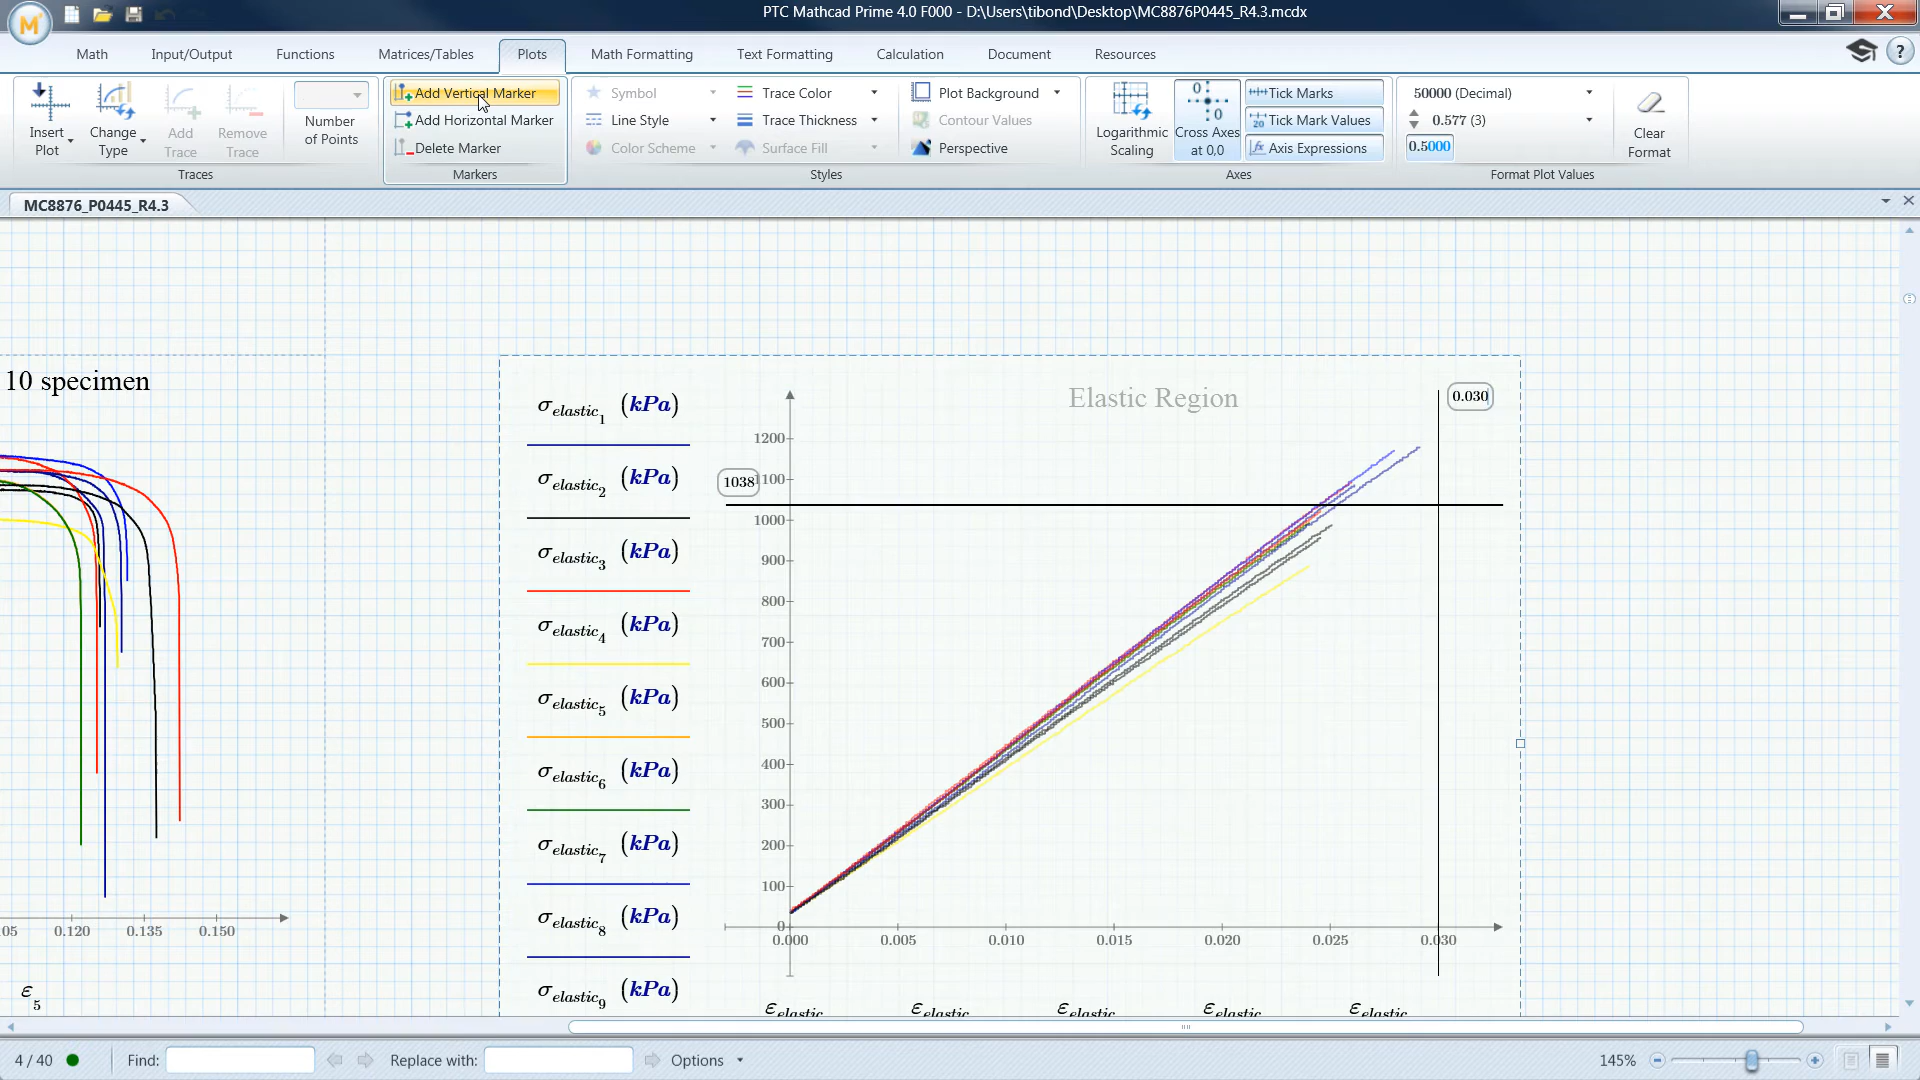 PTC Mathcad Prime 4.0 F000 - D:\Users\tibond\Desktop\MC8876P0445_R4.3.mcdx
Math Input/Output Functions Matrices/Tables Plots Math Formatting Text Formatting Calculation Document Resources
Insert Plot
Change Type
Add Trace
Remove Trace
Number of Points
Traces
Add Vertical Marker
Add Horizontal Marker
Delete Marker
Markers
Symbol
Line Style
Color Scheme
Trace Color
Trace Thickness
Surface Fill
Plot Background
Contour Values
Perspective
Styles
Logarithmic Scaling
Cross Axes at 0,0
Tick Marks
Tick Mark Values
Axis Expressions
Axes
50000 (Decimal)
0.577 (3)
0.5000
Format Plot Values
Clear Format
MC8876_P0445_R4.3
10 specimen
05 0.120 0.135 0.150
ε5
σelastic1 (kPa)
σelastic2 (kPa)
σelastic3 (kPa)
σelastic4 (kPa)
σelastic5 (kPa)
σelastic6 (kPa)
σelastic7 (kPa)
σelastic8 (kPa)
σelastic9 (kPa)
Elastic Region
0.030
1038
1200
1100
1000
900
800
700
600
500
400
300
200
100
0
0.000 0.005 0.010 0.015 0.020 0.025 0.030
εelastic εelastic εelastic εelastic εelastic
4 / 40 Find: Replace with: Options 145%